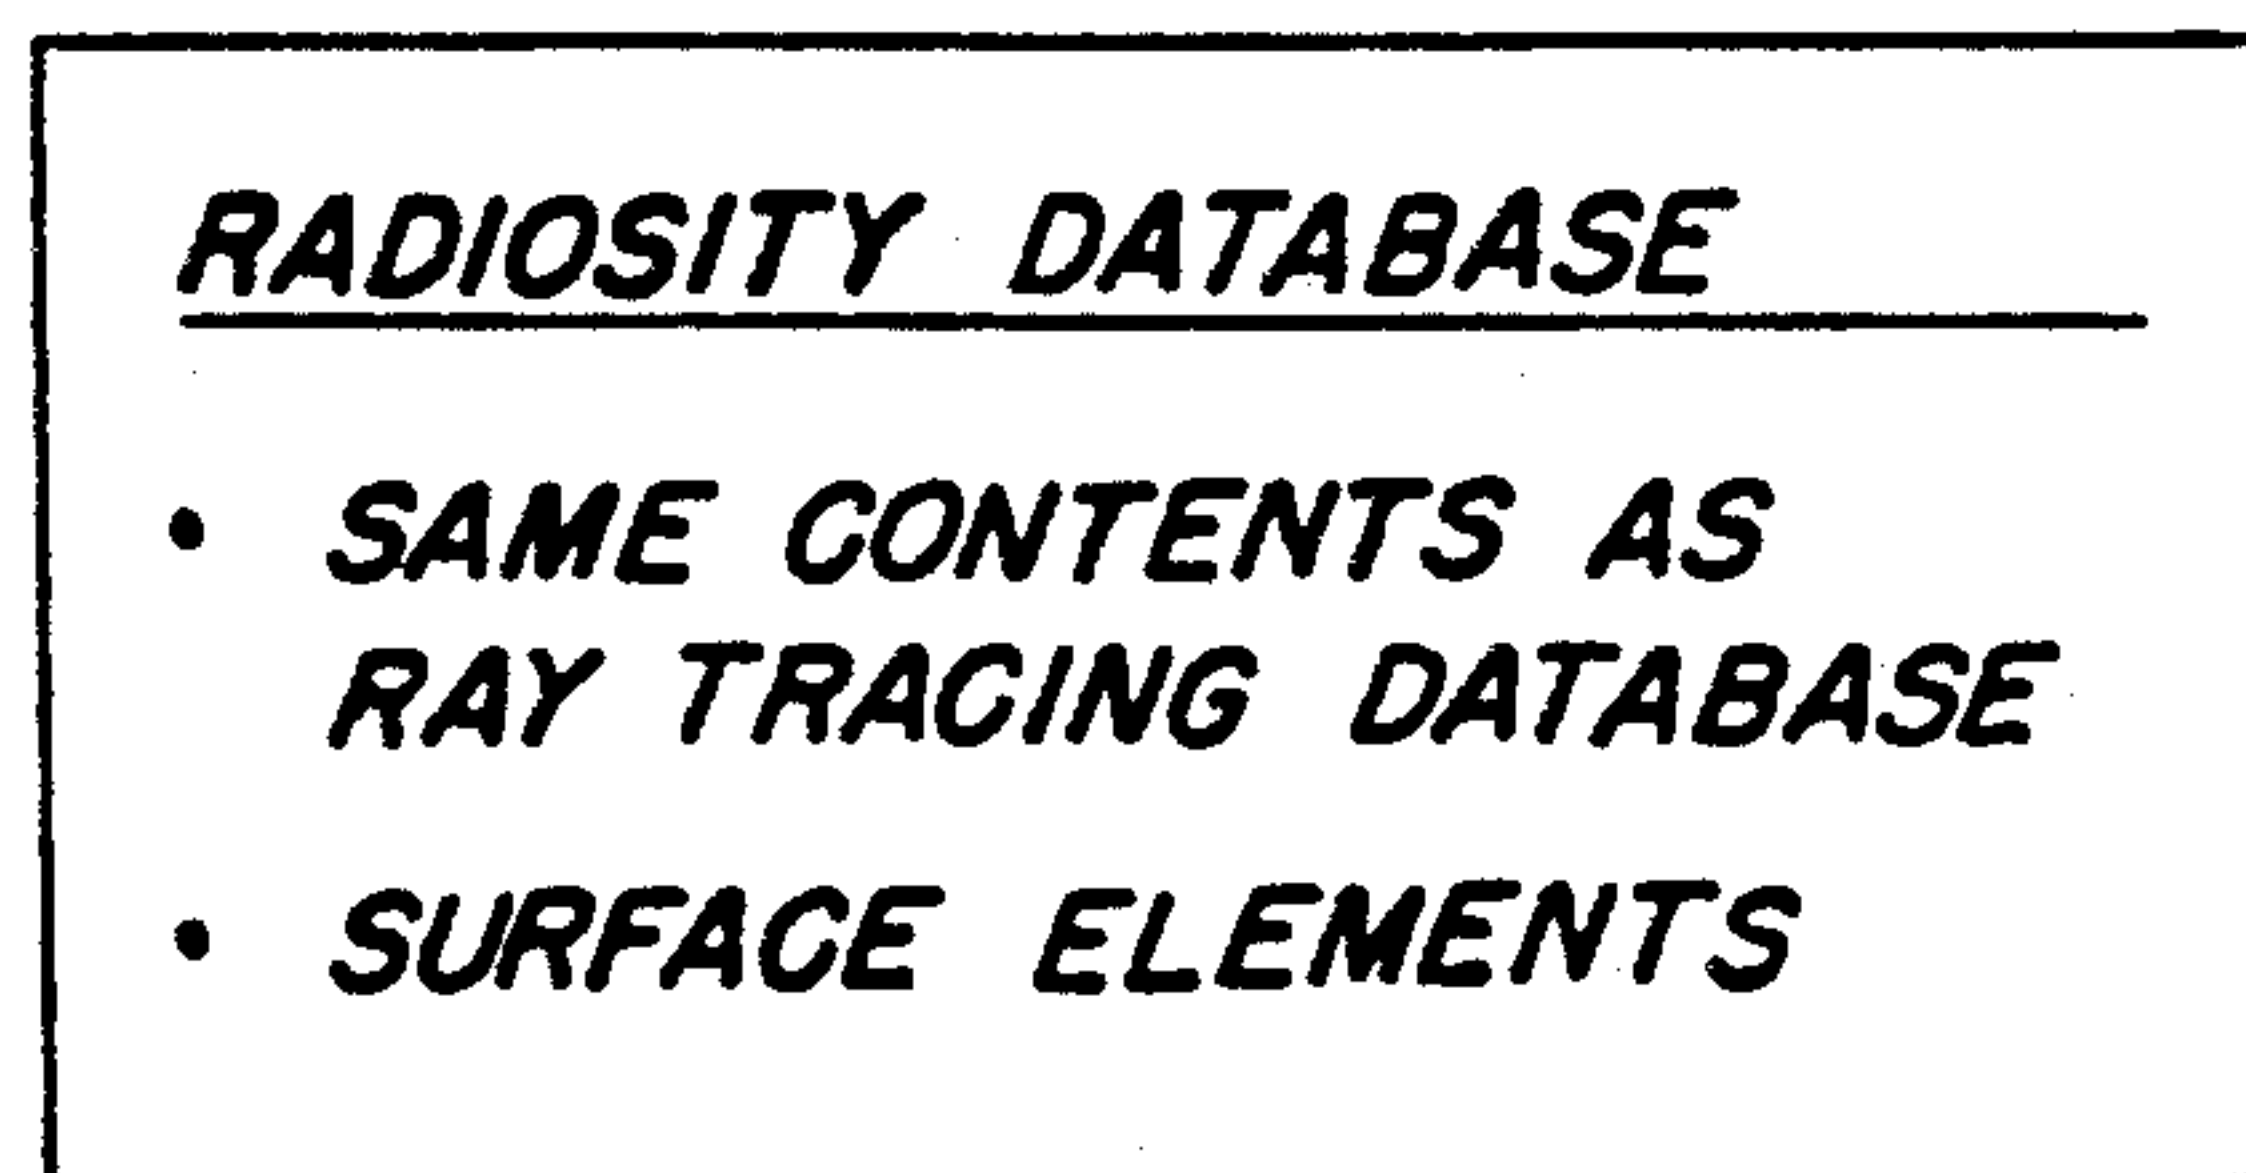 RADIOSITY DATABASE
• SAME CONTENTS AS
RAY TRACING DATABASE
• SURFACE ELEMENTS